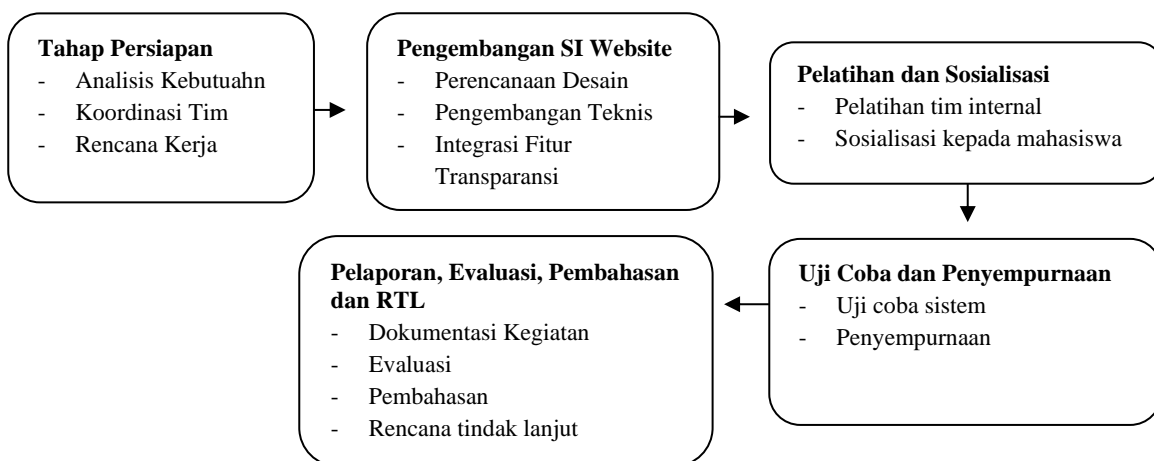 Tahap Persiapan
- Analisis Kebutuahn
- Koordinasi Tim
- Rencana Kerja
Pengembangan SI Website
- Perencanaan Desain
- Pengembangan Teknis
- Integrasi Fitur
Transparansi
Pelatihan dan Sosialisasi
- Pelatihan tim internal
- Sosialisasi kepada mahasiswa
Uji Coba dan Penyempurnaan
- Uji coba sistem
- Penyempurnaan
Pelaporan, Evaluasi, Pembahasan
dan RTL
- Dokumentasi Kegiatan
- Evaluasi
- Pembahasan
- Rencana tindak lanjut